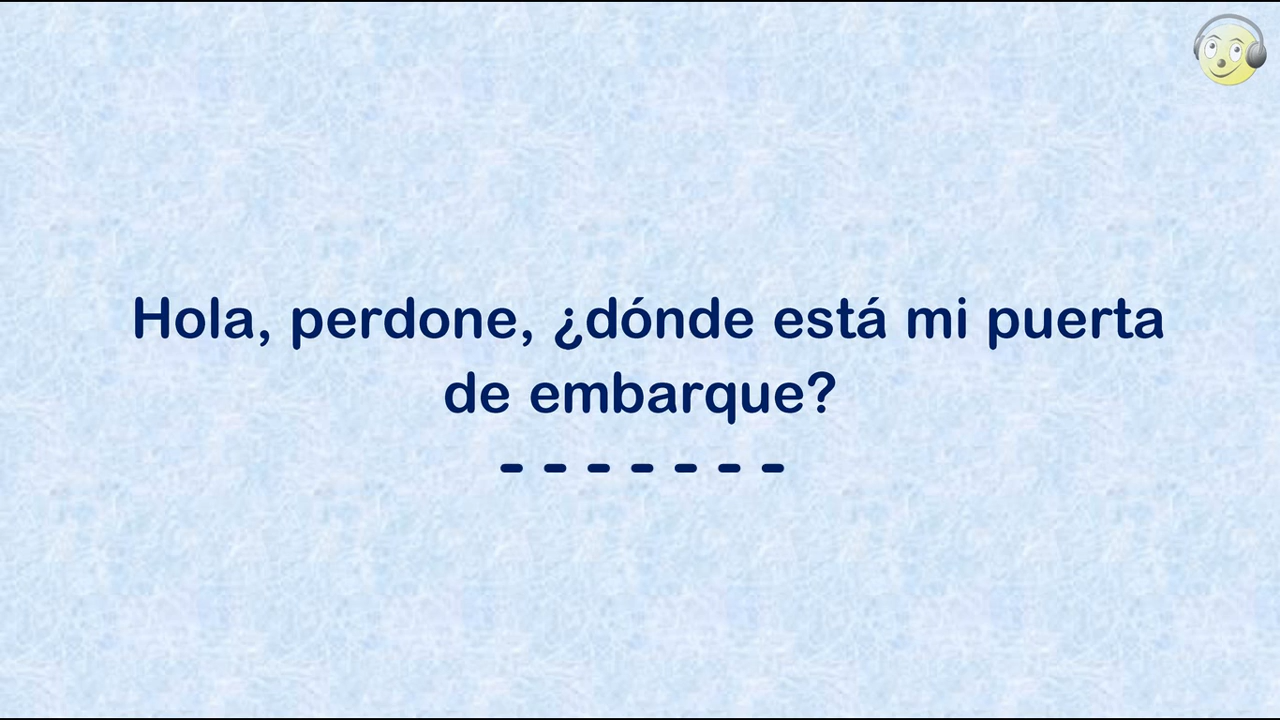 Hola, perdone, ¿dónde está mi puerta
de embarque?
- - - - - - -